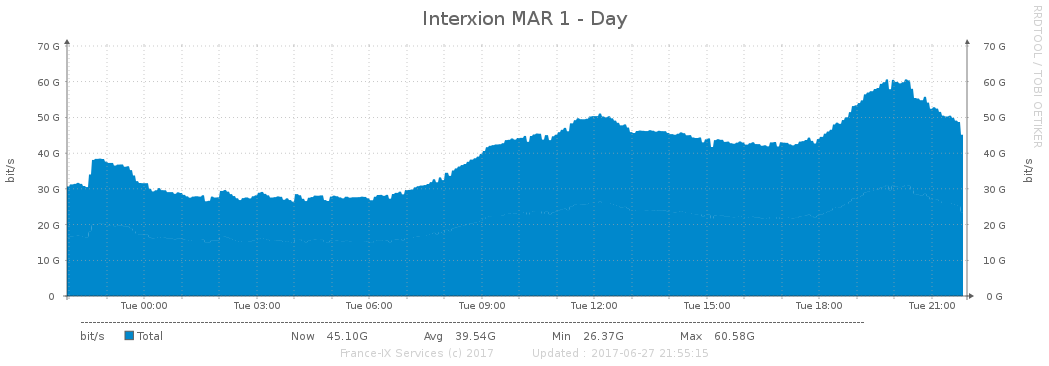 Interxion MAR 1 - Day
RRDTOOL / TOBI OETIKER
70 G 70 G
60 G 60 G
50 G 50 G
40 G 40 G
30 G 30 G
20 G 20 G
10 G 10 G
0 0 G
bit/s bit/s
Tue 00:00 Tue 03:00 Tue 06:00 Tue 09:00 Tue 12:00 Tue 15:00 Tue 18:00 Tue 21:00
bit/s Total Now 45.10G Avg 39.54G Min 26.37G Max 60.58G
France-IX Services (c) 2017 Updated : 2017-06-27 21:55:15